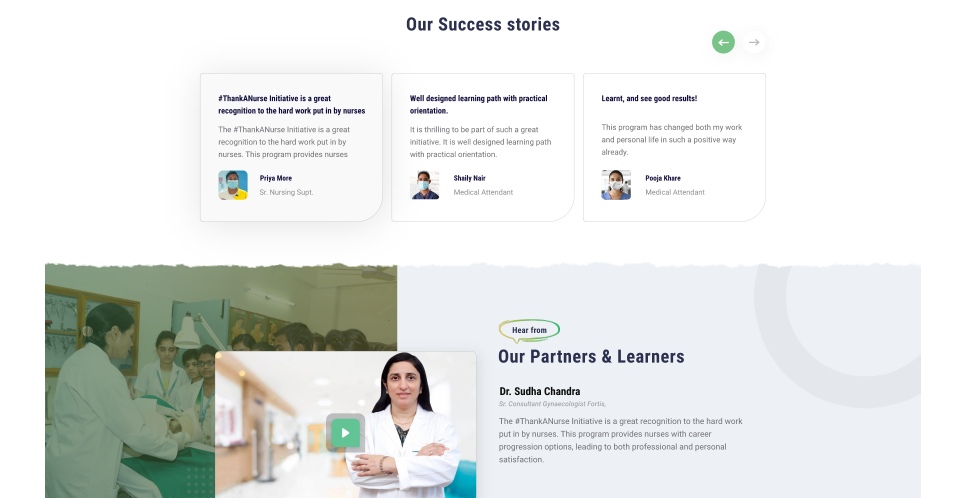 Our Success stories
#ThankANurse Initiative is a great
recognition to the hard work put in by nurses
The #ThankANurse Initiative is a great
recognition to the hard work put in by
nurses. This program provides nurses
Priya More
Sr. Nursing Supt.
Well designed learning path with practical
orientation.
It is thrilling to be part of such a great
initiative. It is well designed learning path
with practical orientation.
Shaily Nair
Medical Attendant
Learnt, and see good results!
This program has changed both my work
and personal life in such a positive way
already.
Pooja Khare
Medical Attendant
Hear from
Our Partners & Learners
Dr. Sudha Chandra
Sr. Consultant Gynaecologist Fortis,
The #ThankANurse Initiative is a great recognition to the hard work
put in by nurses. This program provides nurses with career
progression options, leading to both professional and personal
satisfaction.